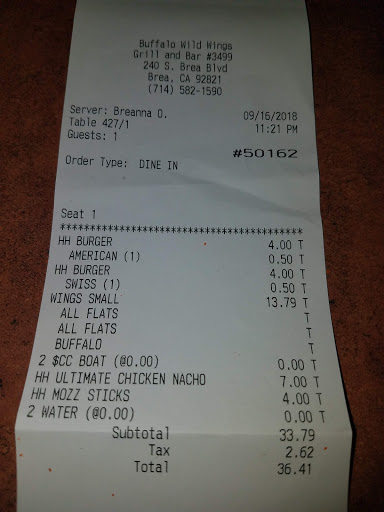 Buffalo Wild Wings
Grill and Bar #3499
240 S. Brea Blvd
Brea, CA 92821
(714) 582-1590
Server: Breanna O. 09/16/2018
Table 427/1 11:21 PM
Guests: 1
#50162
Order Type: DINE IN
Seat 1
****************************************
HH BURGER 4.00 T
AMERICAN (1) 0.50 T
HH BURGER 4.00 T
SWISS (1) 0.50 T
WINGS SMALL 13.79 T
ALL FLATS T
ALL FLATS T
BUFFALO T
2 $CC BOAT (@0.00) 0.00 T
HH ULTIMATE CHICKEN NACHO 7.00 T
HH MOZZ STICKS 4.00 T
2 WATER (@0.00) 0.00 T
Subtotal 33.79
Tax 2.62
Total 36.41